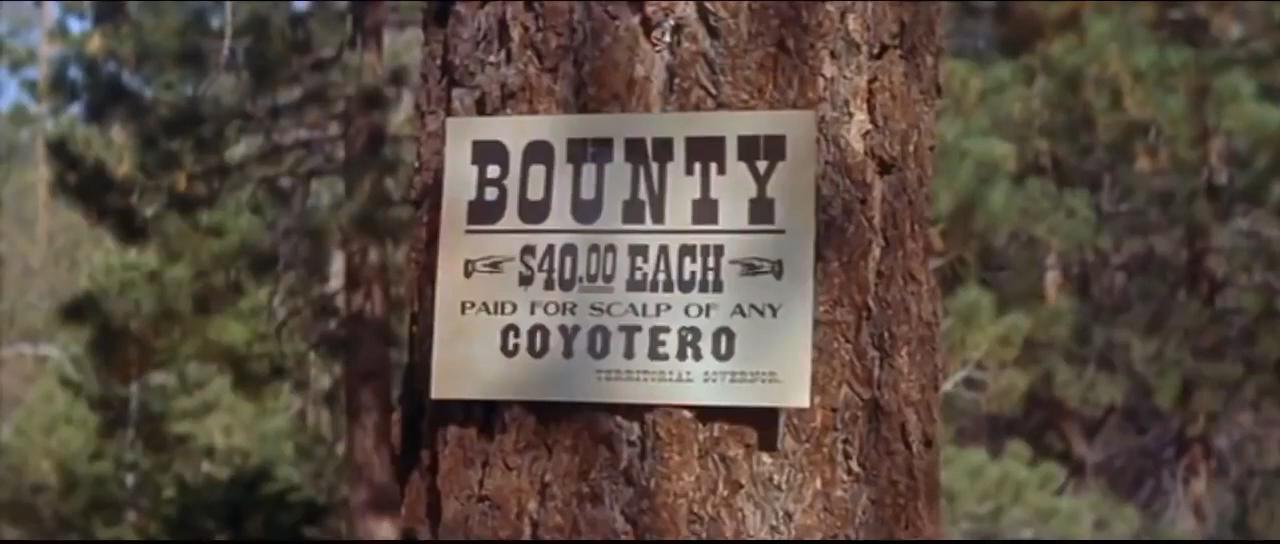 BOUNTY
$40.00 EACH
PAID FOR SCALP OF ANY
COYOTERO
TERRITORIAL GOVERNOR.